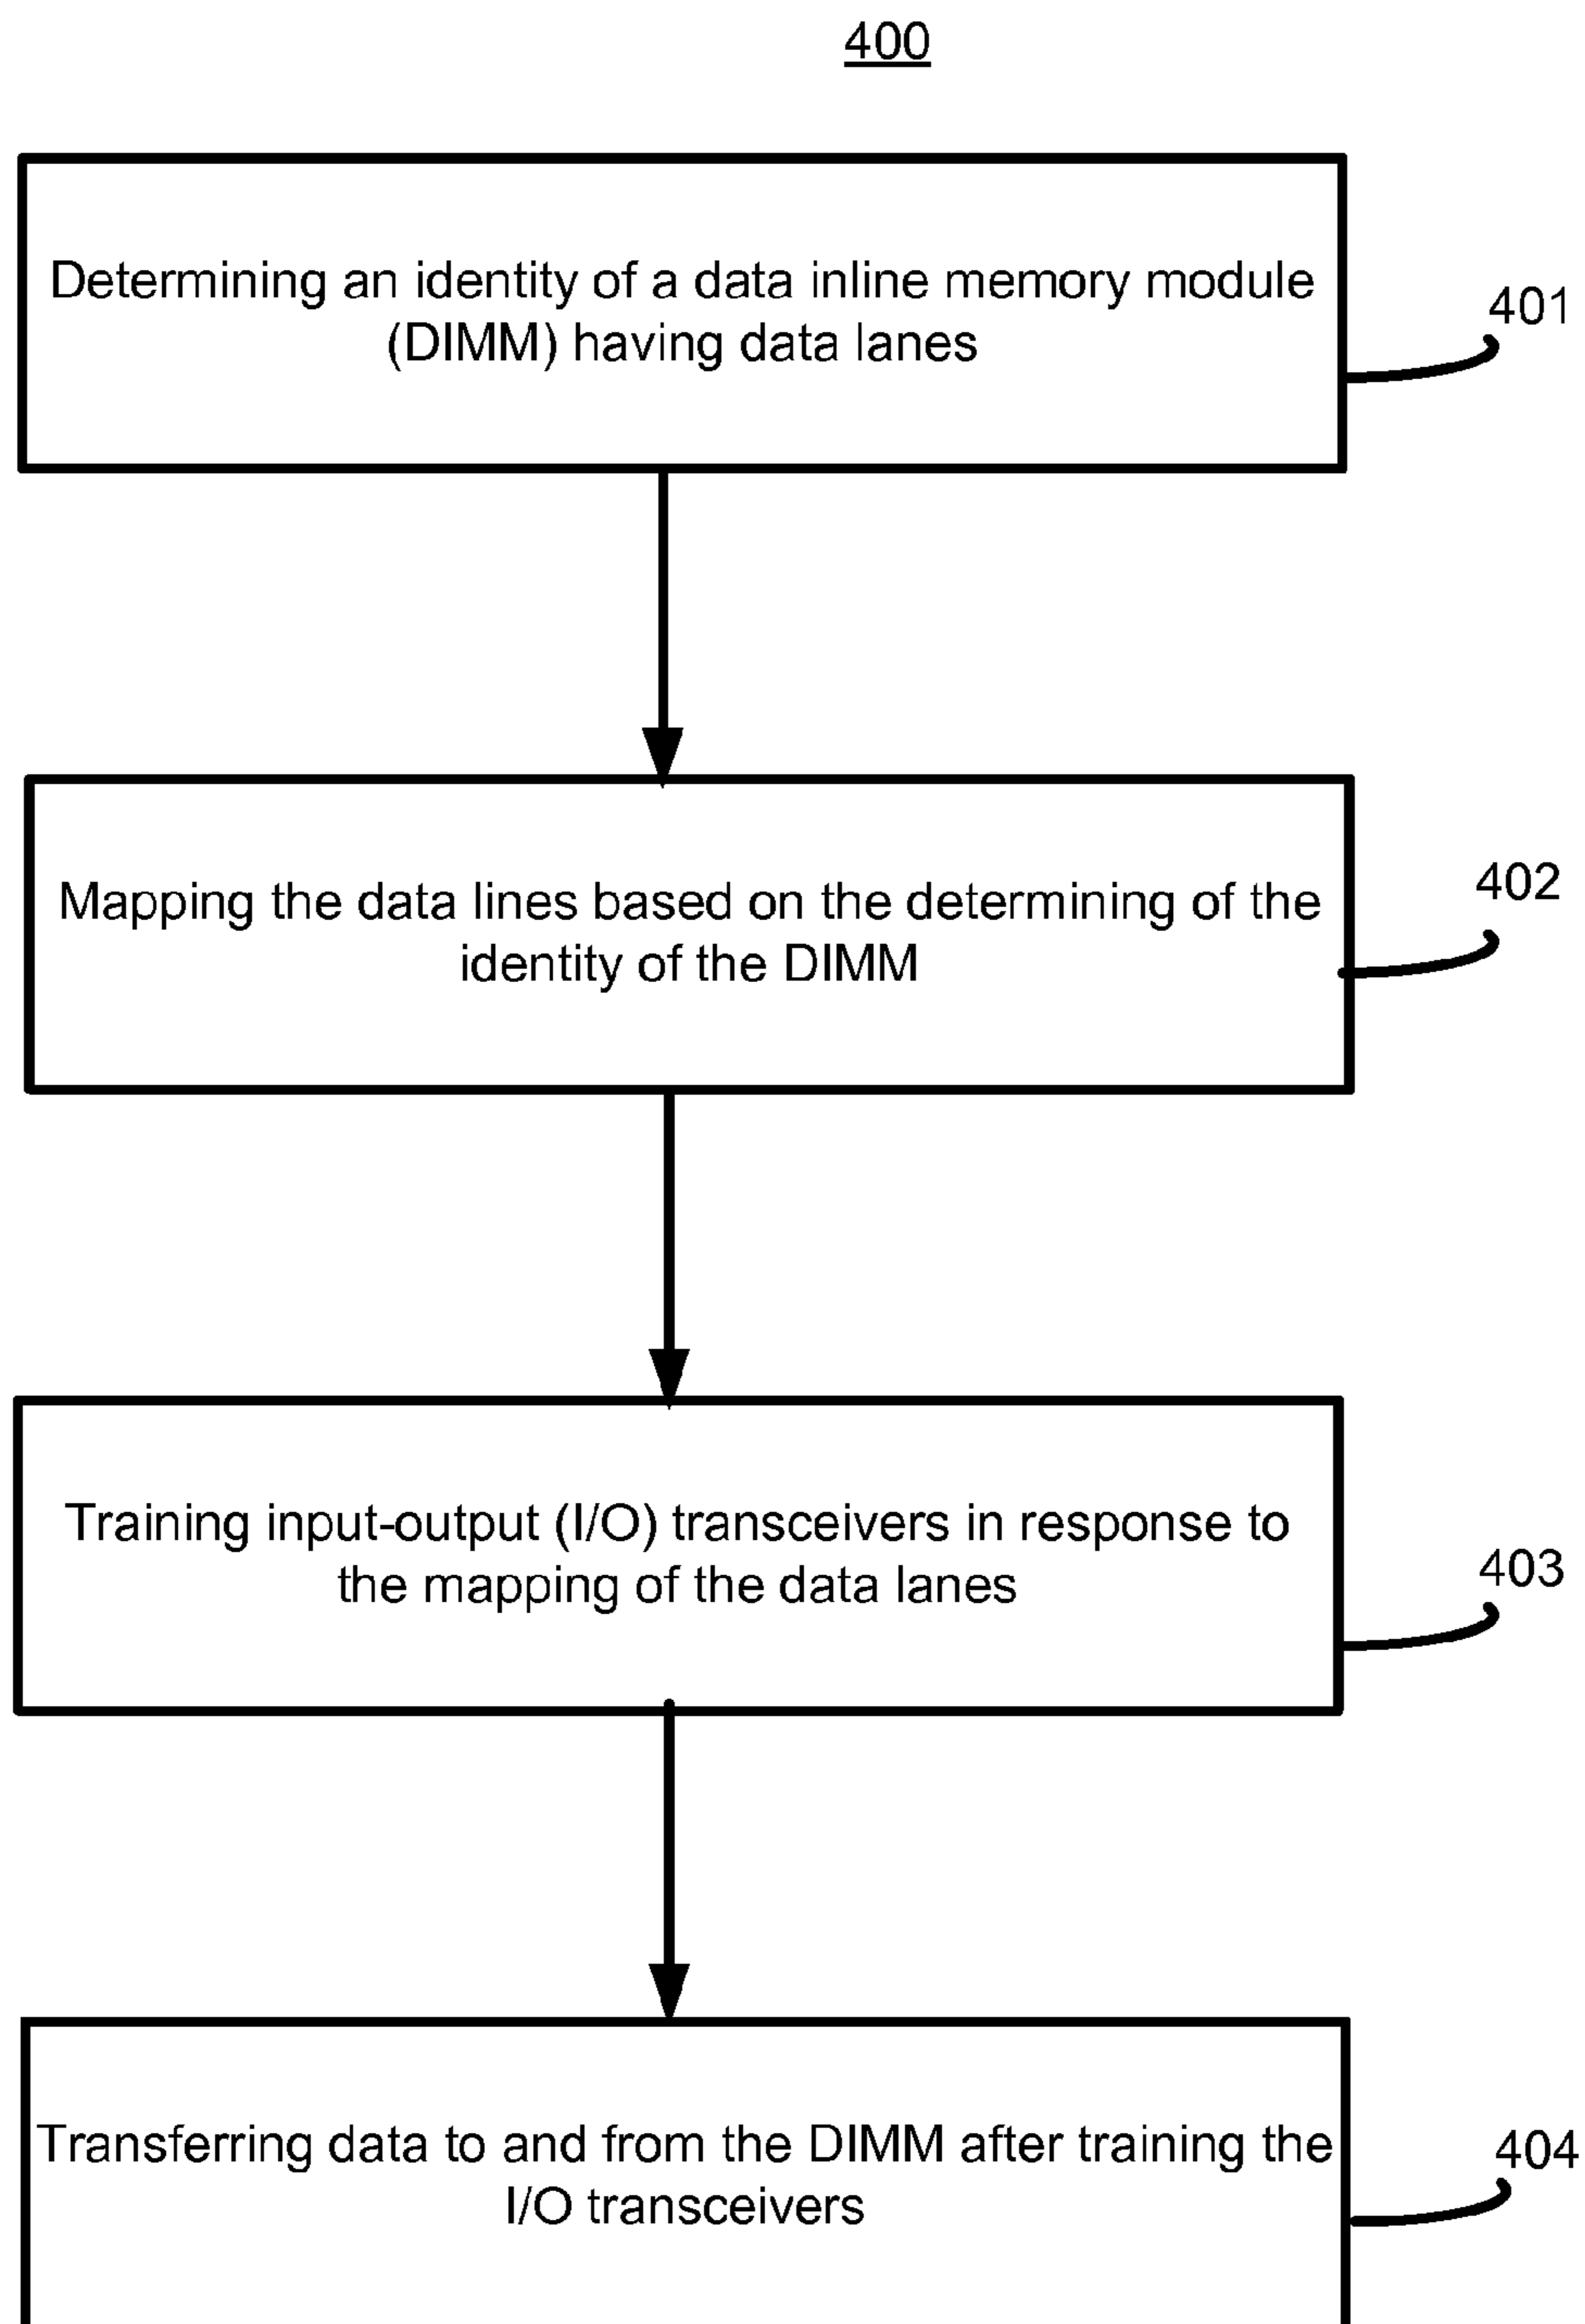 400
Determining an identity of a data inline memory module
(DIMM) having data lanes
401
Mapping the data lines based on the determining of the
identity of the DIMM
402
Training input-output (I/O) transceivers in response to
the mapping of the data lanes
403
Transferring data to and from the DIMM after training the
I/O transceivers
404